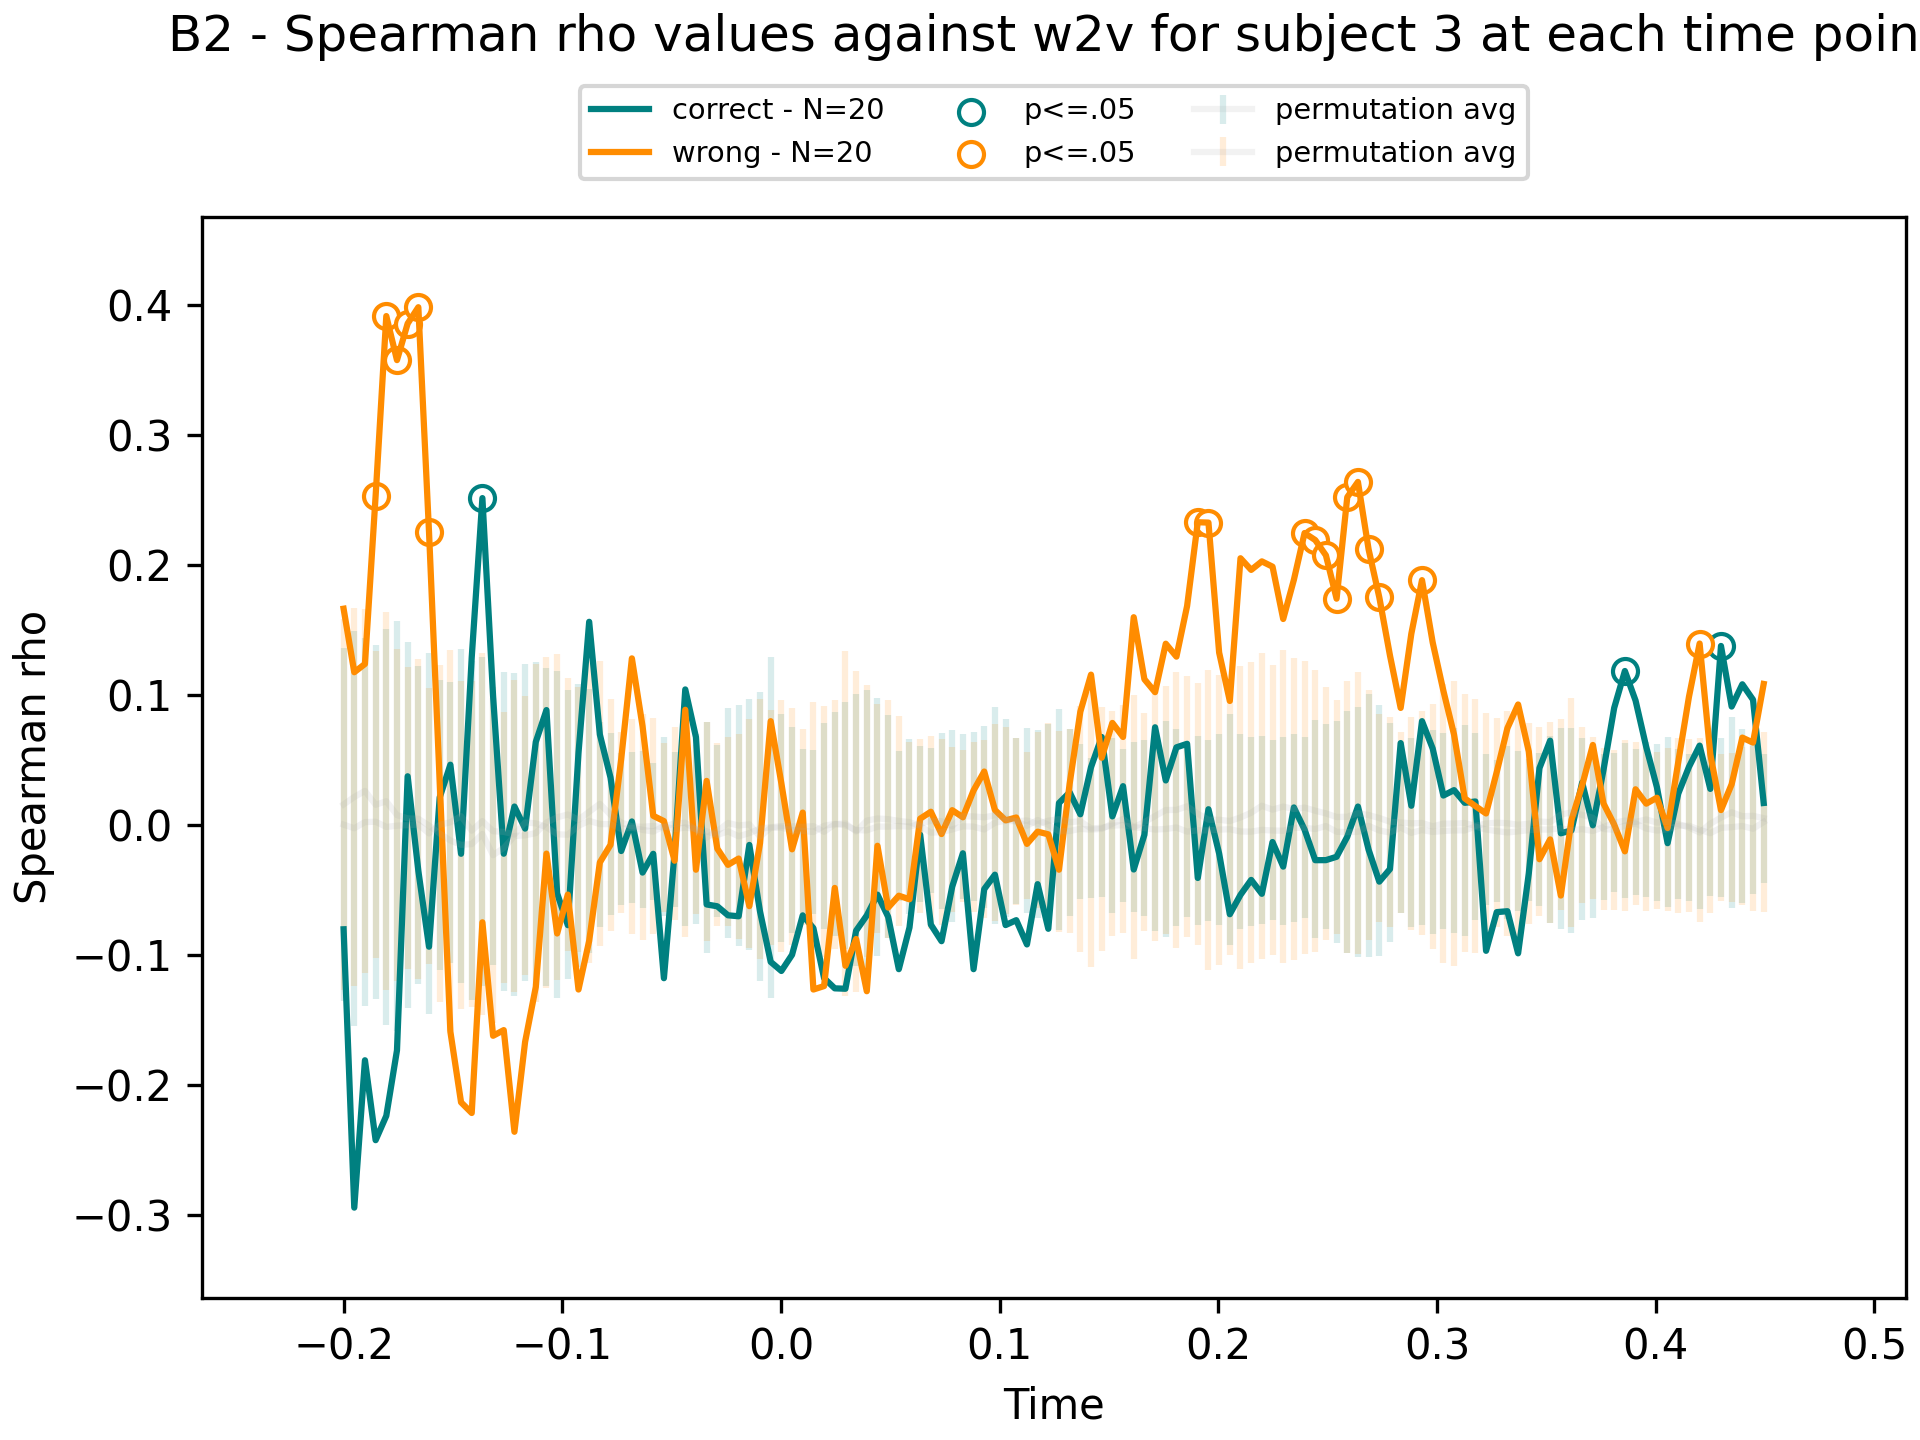 B2 - Spearman rho values against w2v for subject 3 at each time poin
correct - N=20
wrong - N=20
p<=.05
p<=.05
permutation avg
permutation avg
Spearman rho
0.4
0.3
0.2
0.1
0.0
−0.1
−0.2
−0.3
−0.2
−0.1
0.0
0.1
0.2
0.3
0.4
0.5
Time